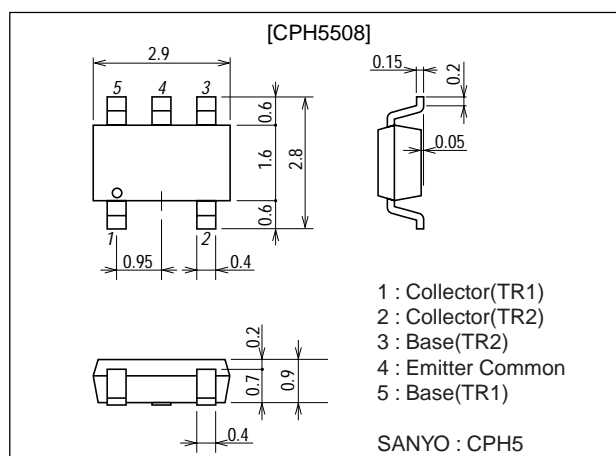 [CPH5508]
2.9
5
4
3
0.6
1.6
0.6
2.8
1
2
0.95
0.4
0.15
0.2
0.05
0.2
0.7
0.9
0.4
1 : Collector(TR1)
2 : Collector(TR2)
3 : Base(TR2)
4 : Emitter Common
5 : Base(TR1)
SANYO : CPH5